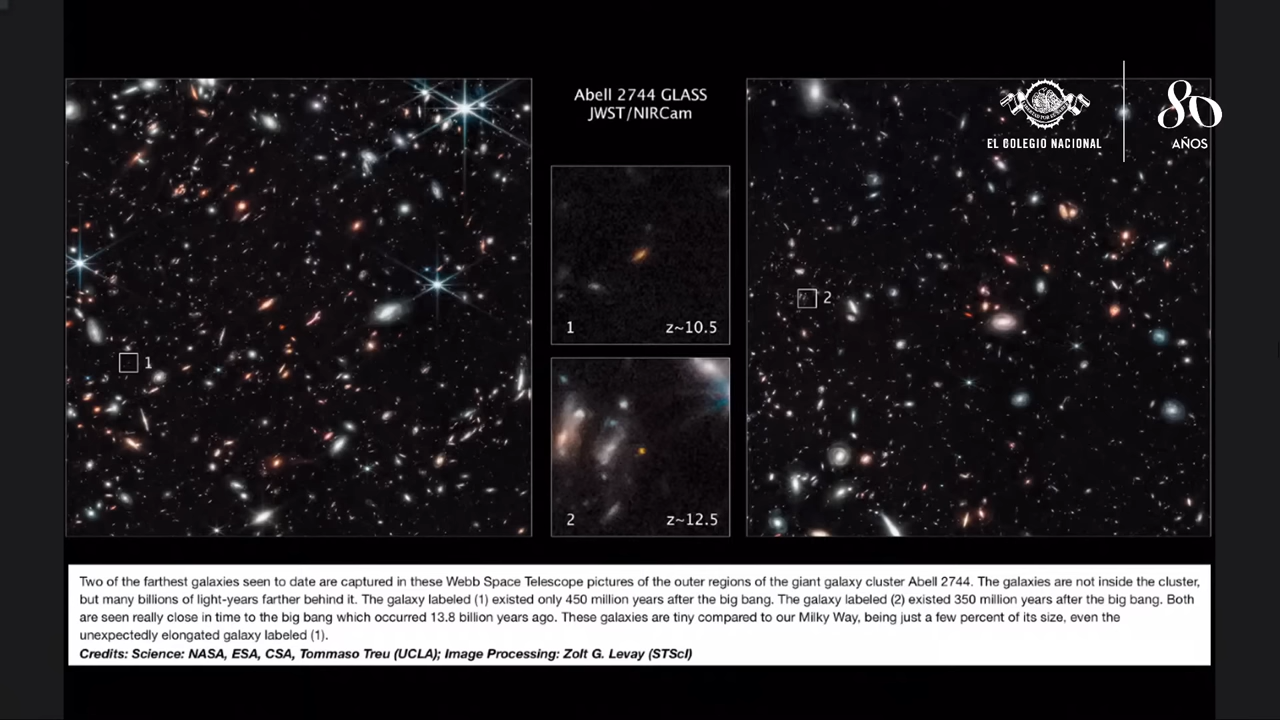 Abell 2744 GLASS
JWST/NIRCam
EL COLEGIO NACIONAL
80
AÑOS
1
1
z~10.5
2
2
z~12.5
Two of the farthest galaxies seen to date are captured in these Webb Space Telescope pictures of the outer regions of the giant galaxy cluster Abell 2744. The galaxies are not inside the cluster,
but many billions of light-years farther behind it. The galaxy labeled (1) existed only 450 million years after the big bang. The galaxy labeled (2) existed 350 million years after the big bang. Both
are seen really close in time to the big bang which occurred 13.8 billion years ago. These galaxies are tiny compared to our Milky Way, being just a few percent of its size, even the
unexpectedly elongated galaxy labeled (1).
Credits: Science: NASA, ESA, CSA, Tommaso Treu (UCLA); Image Processing: Zolt G. Levay (STScI)